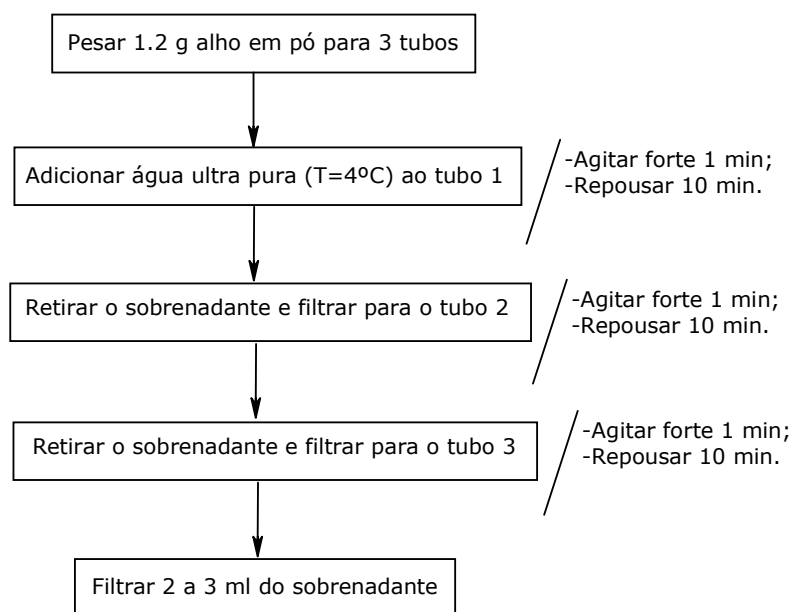 Pesar 1.2 g alho em pó para 3 tubos
Adicionar água ultra pura (T=4ºC) ao tubo 1
-Agitar forte 1 min;
-Repousar 10 min.
Retirar o sobrenadante e filtrar para o tubo 2
-Agitar forte 1 min;
-Repousar 10 min.
Retirar o sobrenadante e filtrar para o tubo 3
-Agitar forte 1 min;
-Repousar 10 min.
Filtrar 2 a 3 ml do sobrenadante